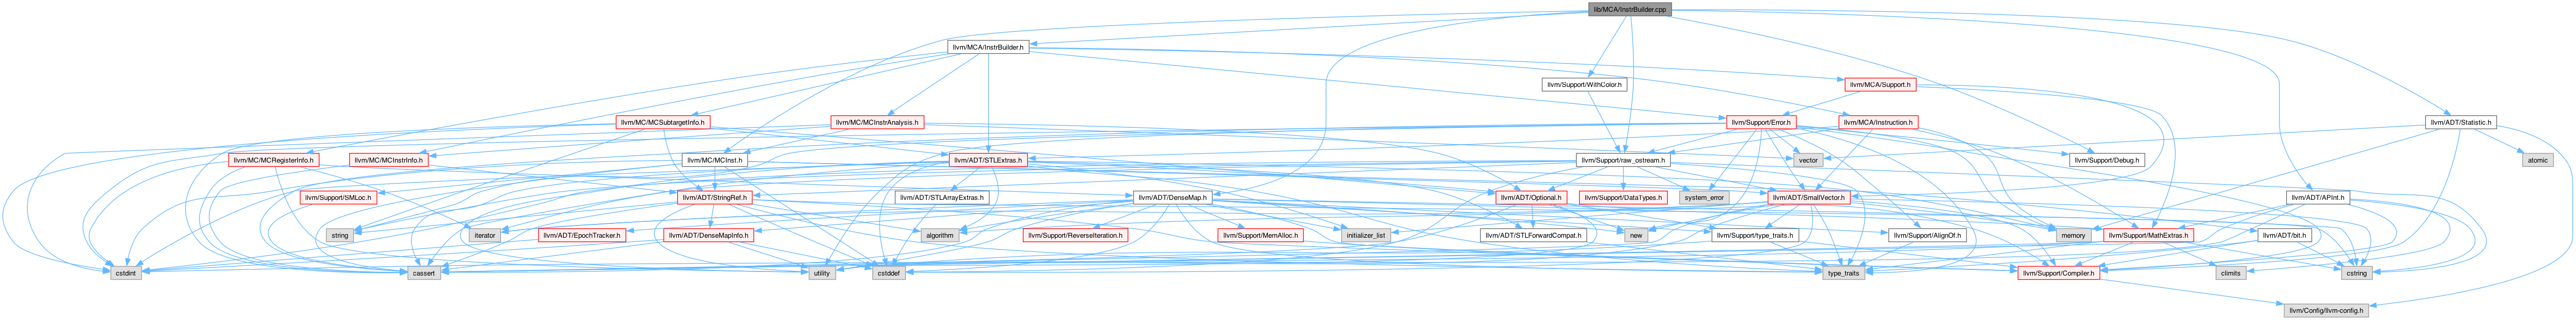 lib/MCA/InstrBuilder.cpp
llvm/MCA/InstrBuilder.h
llvm/Support/WithColor.h
llvm/MCA/Support.h
llvm/MC/MCSubtargetInfo.h
llvm/MC/MCInstrAnalysis.h
llvm/Support/Error.h
llvm/MCA/Instruction.h
llvm/ADT/Statistic.h
llvm/MC/MCRegisterInfo.h
llvm/MC/MCInstrInfo.h
llvm/MC/MCInst.h
llvm/ADT/STLExtras.h
llvm/Support/raw_ostream.h
vector
llvm/Support/Debug.h
atomic
llvm/Support/SMLoc.h
llvm/ADT/StringRef.h
llvm/ADT/STLArrayExtras.h
llvm/ADT/DenseMap.h
llvm/ADT/Optional.h
llvm/Support/DataTypes.h
system_error
llvm/ADT/SmallVector.h
llvm/ADT/APInt.h
string
iterator
llvm/ADT/EpochTracker.h
llvm/ADT/DenseMapInfo.h
algorithm
llvm/Support/ReverseIteration.h
llvm/Support/MemAlloc.h
initializer_list
llvm/ADT/STLForwardCompat.h
new
llvm/Support/type_traits.h
llvm/Support/AlignOf.h
memory
llvm/Support/MathExtras.h
llvm/ADT/bit.h
cstdint
cassert
utility
cstddef
type_traits
llvm/Support/Compiler.h
climits
cstring
llvm/Config/llvm-config.h